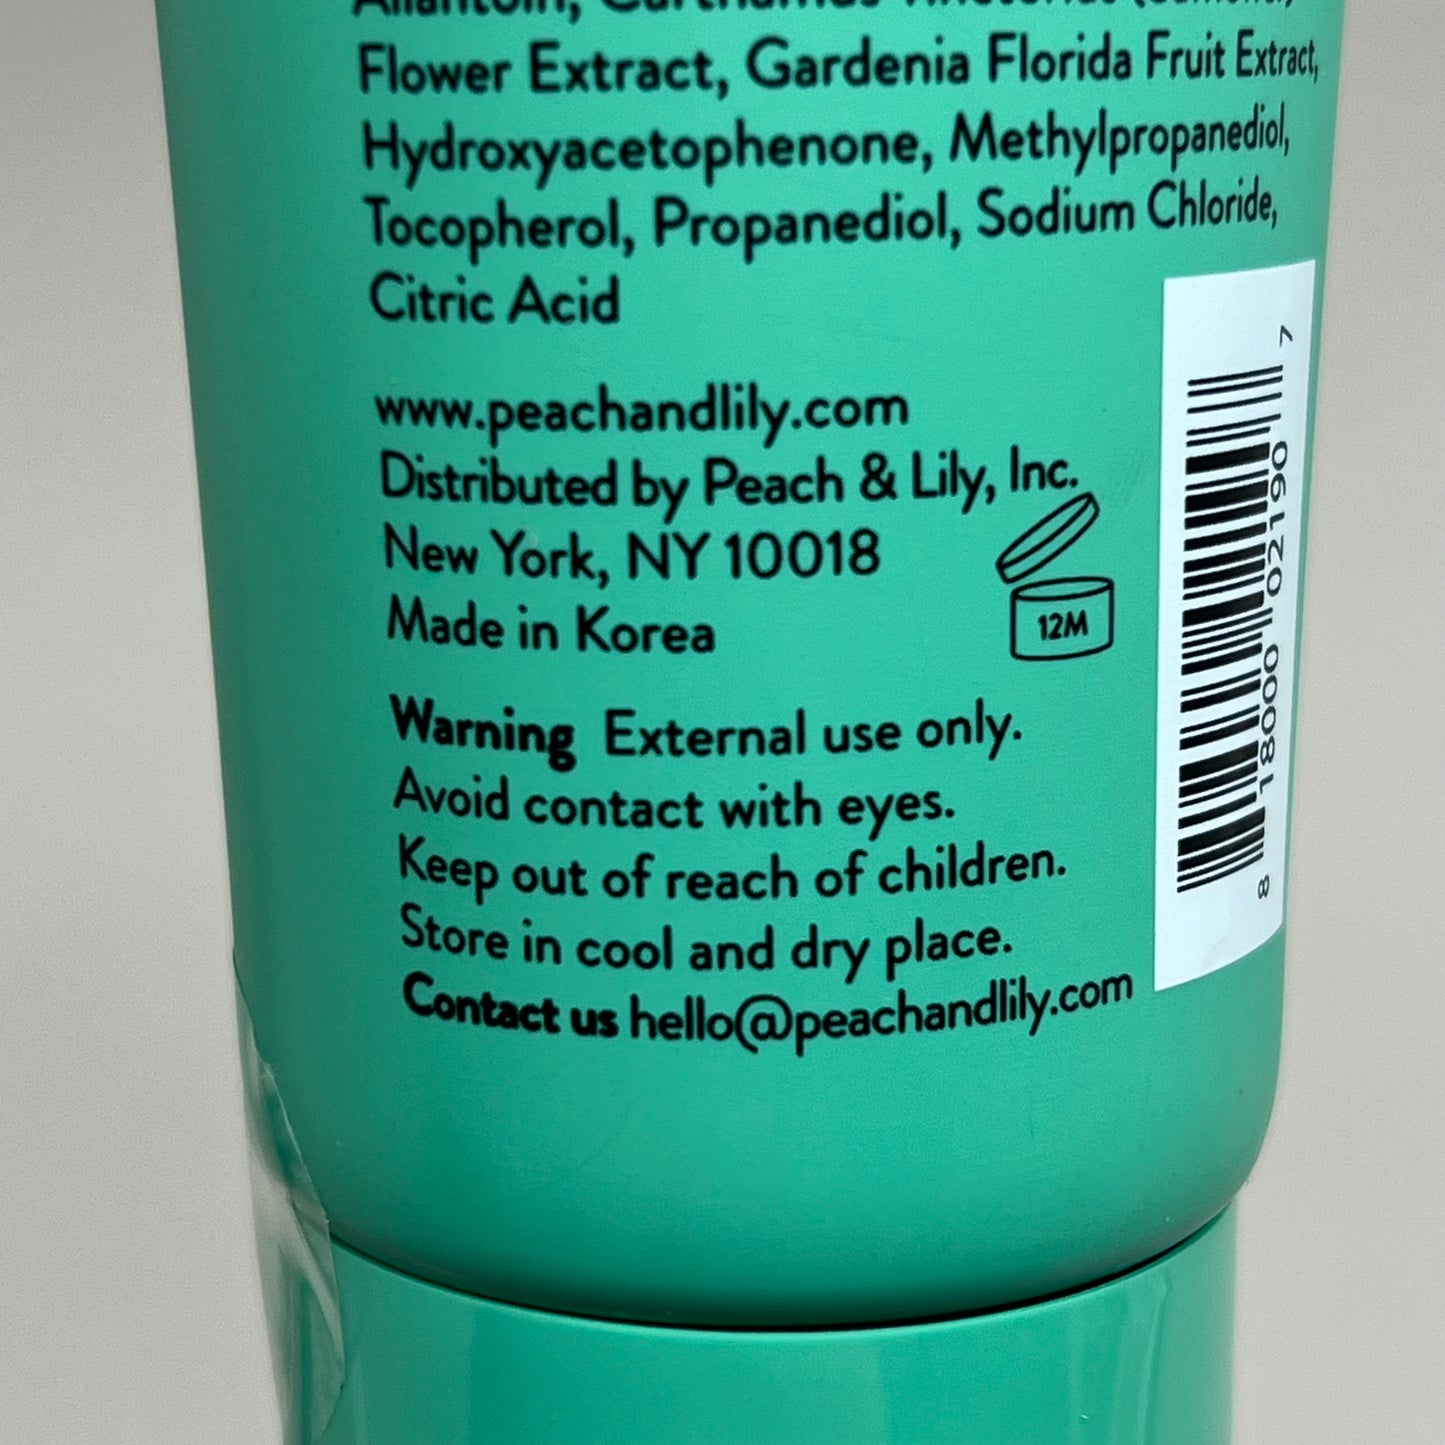 Allantoin, Carthamus Tinctorius
Flower Extract, Gardenia Florida Fruit Extract,
Hydroxyacetophenone, Methylpropanediol,
Tocopherol, Propanediol, Sodium Chloride,
Citric Acid
www.peachandlily.com
Distributed by Peach & Lily, Inc.
New York, NY 10018
Made in Korea
12M
Warning External use only.
Avoid contact with eyes.
Keep out of reach of children.
Store in cool and dry place.
Contact us hello@peachandlily.com
8 18000 02190 7